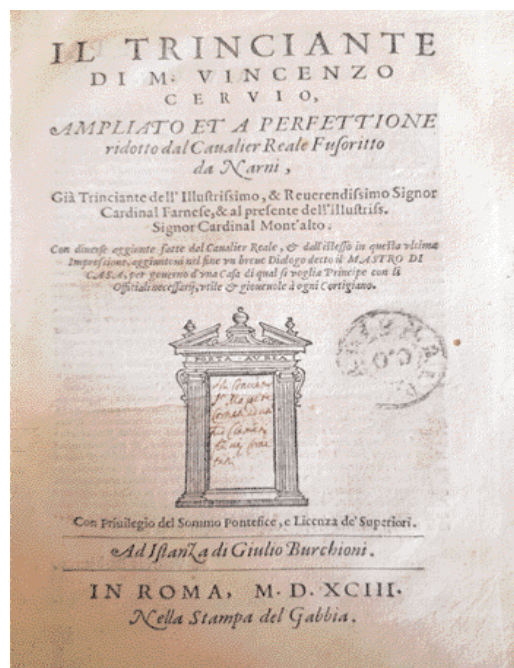 IL TRINCIANTE
DI M. VINCENZO
CERVIO,
AMPLIATO ET A PERFETTIONE
ridotto dal Caualier Reale Fusoritto
da Narni,
Già Trinciante dell'Illustrissimo, & Reuerendissimo Signor
Cardinal Farnese, & al presente dell'illustriss.
Signor Cardinal Mont'alto.
Con diuerse aggiunte fatte dal Caualier Reale, & dall'istesso in questa vltima
Impressione, aggiuntoui nel fine vn breue Dialogo detto il MASTRO DI
CASA, per gouerno d'vna Casa di qual si voglia Principe con li
Offitiali necessarij, vtile & gioueuole à ogni Cortigiano.
PORTA AVREA
Con Priuilegio del Sommo Pontefice, e Licenza de' Superiori.
Ad Istanza di Giulio Burchioni.
IN ROMA, M. D. XCIII.
Nella Stampa del Gabbia.